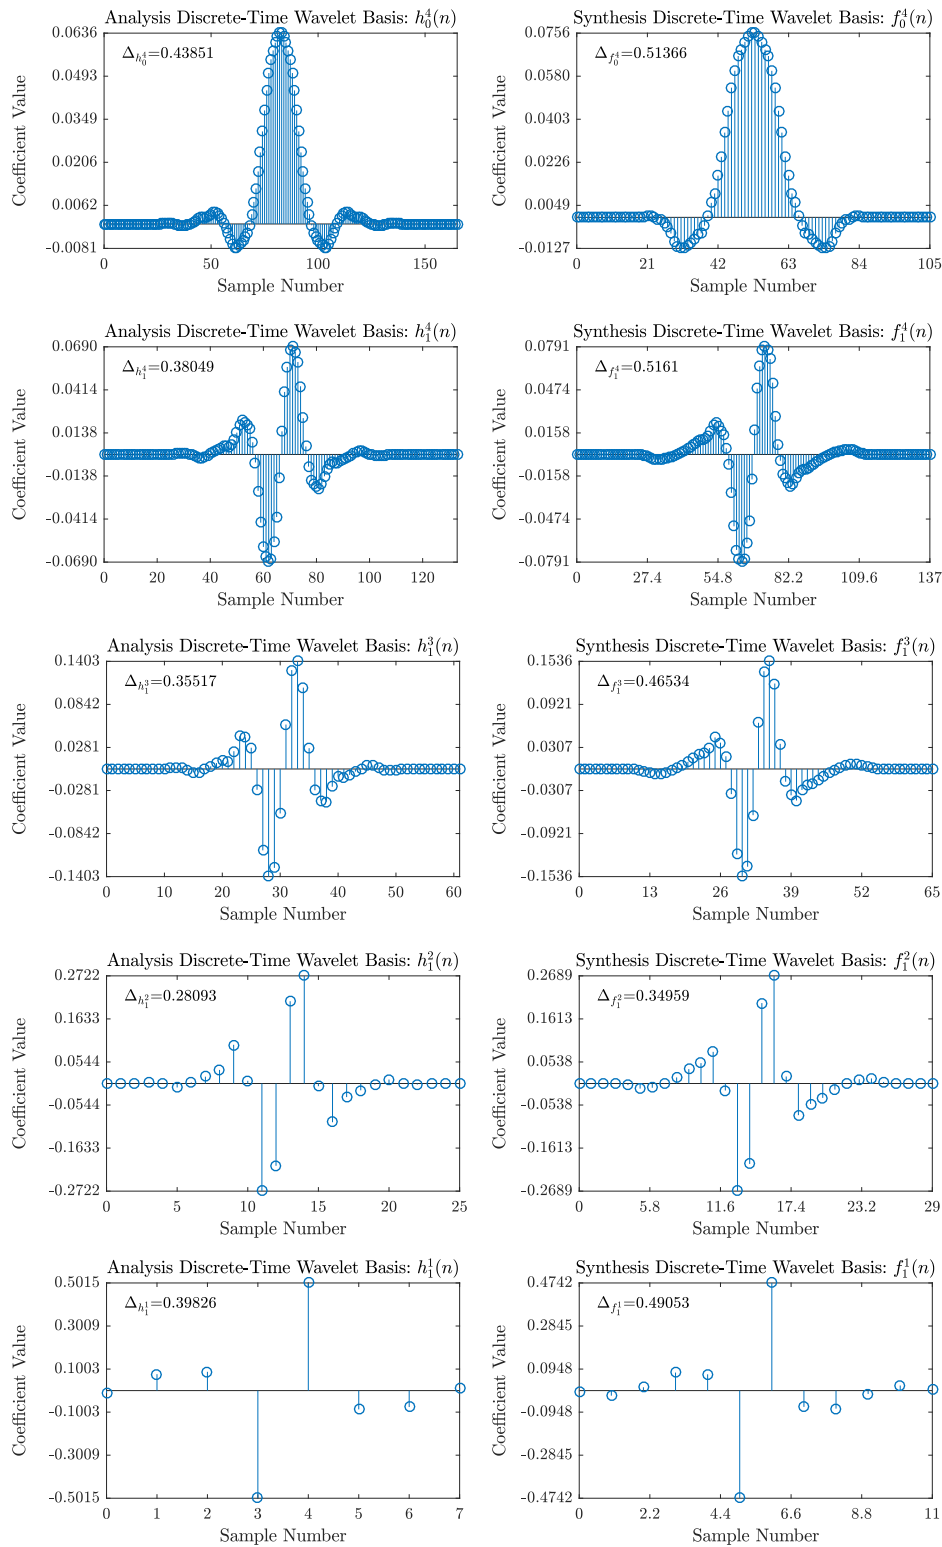 Analysis Discrete-Time Wavelet Basis: h_0^4(n)
Δ_{h_0^4}=0.43851
Coefficient Value
0.0636
0.0493
0.0349
0.0206
0.0062
-0.0081
0 50 100 150
Sample Number
Synthesis Discrete-Time Wavelet Basis: f_0^4(n)
Δ_{f_0^4}=0.51366
Coefficient Value
0.0756
0.0580
0.0403
0.0226
0.0049
-0.0127
0 21 42 63 84 105
Sample Number
Analysis Discrete-Time Wavelet Basis: h_1^4(n)
Δ_{h_1^4}=0.38049
Coefficient Value
0.0690
0.0414
0.0138
-0.0138
-0.0414
-0.0690
0 20 40 60 80 100 120
Sample Number
Synthesis Discrete-Time Wavelet Basis: f_1^4(n)
Δ_{f_1^4}=0.5161
Coefficient Value
0.0791
0.0474
0.0158
-0.0158
-0.0474
-0.0791
0 27.4 54.8 82.2 109.6 137
Sample Number
Analysis Discrete-Time Wavelet Basis: h_1^3(n)
Δ_{h_1^3}=0.35517
Coefficient Value
0.1403
0.0842
0.0281
-0.0281
-0.0842
-0.1403
0 10 20 30 40 50 60
Sample Number
Synthesis Discrete-Time Wavelet Basis: f_1^3(n)
Δ_{f_1^3}=0.46534
Coefficient Value
0.1536
0.0921
0.0307
-0.0307
-0.0921
-0.1536
0 13 26 39 52 65
Sample Number
Analysis Discrete-Time Wavelet Basis: h_1^2(n)
Δ_{h_1^2}=0.28093
Coefficient Value
0.2722
0.1633
0.0544
-0.0544
-0.1633
-0.2722
0 5 10 15 20 25
Sample Number
Synthesis Discrete-Time Wavelet Basis: f_1^2(n)
Δ_{f_1^2}=0.34959
Coefficient Value
0.2689
0.1613
0.0538
-0.0538
-0.1613
-0.2689
0 5.8 11.6 17.4 23.2 29
Sample Number
Analysis Discrete-Time Wavelet Basis: h_1^1(n)
Δ_{h_1^1}=0.39826
Coefficient Value
0.5015
0.3009
0.1003
-0.1003
-0.3009
-0.5015
0 1 2 3 4 5 6 7
Sample Number
Synthesis Discrete-Time Wavelet Basis: f_1^1(n)
Δ_{f_1^1}=0.49053
Coefficient Value
0.4742
0.2845
0.0948
-0.0948
-0.2845
-0.4742
0 2.2 4.4 6.6 8.8 11
Sample Number